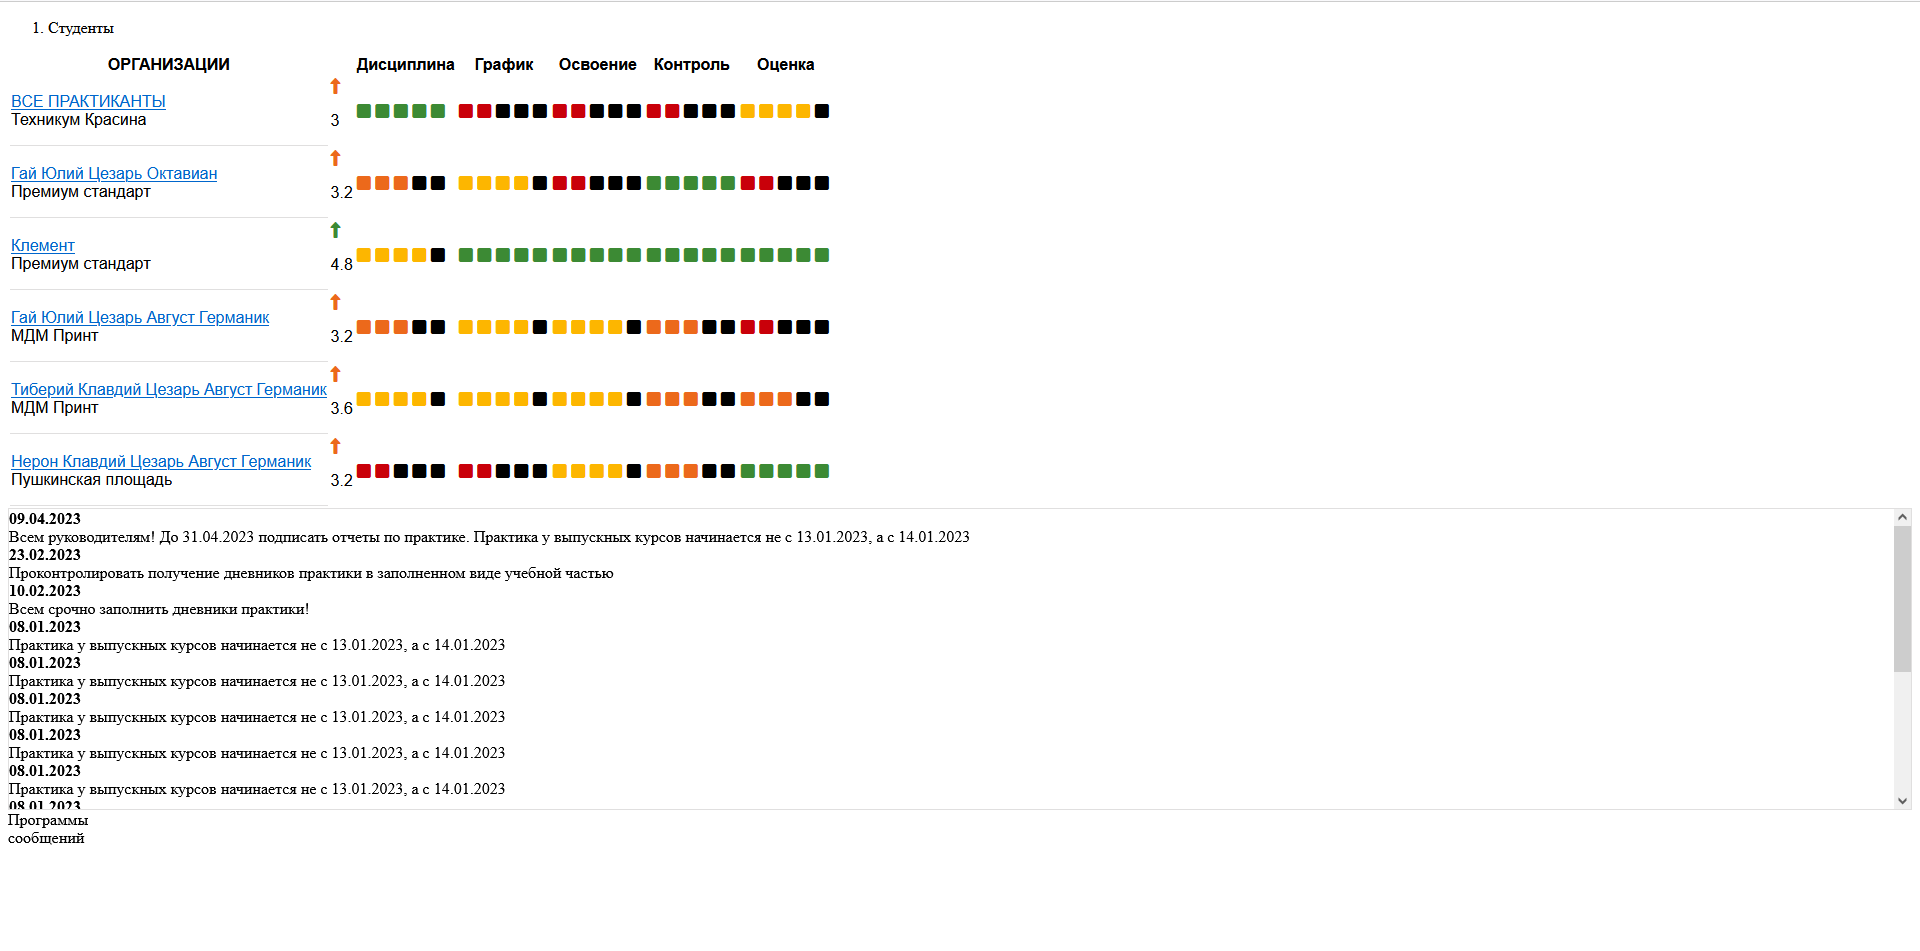 1. Студенты
ОРГАНИЗАЦИИ Дисциплина График Освоение Контроль Оценка
ВСЕ ПРАКТИКАНТЫ
Техникум Красина 3
Гай Юлий Цезарь Октавиан
Премиум стандарт 3.2
Клемент
Премиум стандарт 4.8
Гай Юлий Цезарь Август Германик
МДМ Принт 3.2
Тиберий Клавдий Цезарь Август Германик
МДМ Принт 3.6
Нерон Клавдий Цезарь Август Германик
Пушкинская площадь 3.2
09.04.2023
Всем руководителям! До 31.04.2023 подписать отчеты по практике. Практика у выпускных курсов начинается не с 13.01.2023, а с 14.01.2023
23.02.2023
Проконтролировать получение дневников практики в заполненном виде учебной частью
10.02.2023
Всем срочно заполнить дневники практики!
08.01.2023
Практика у выпускных курсов начинается не с 13.01.2023, а с 14.01.2023
08.01.2023
Практика у выпускных курсов начинается не с 13.01.2023, а с 14.01.2023
08.01.2023
Практика у выпускных курсов начинается не с 13.01.2023, а с 14.01.2023
08.01.2023
Практика у выпускных курсов начинается не с 13.01.2023, а с 14.01.2023
08.01.2023
Практика у выпускных курсов начинается не с 13.01.2023, а с 14.01.2023
08.01.2023
Программы
сообщений